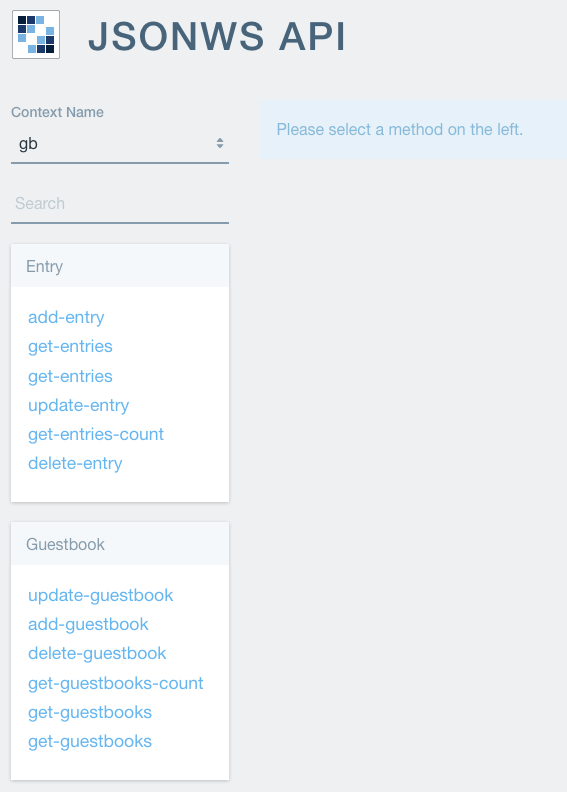 JSONWS API
Context Name
gb
Search
Entry
add-entry
get-entries
get-entries
update-entry
get-entries-count
delete-entry
Guestbook
update-guestbook
add-guestbook
delete-guestbook
get-guestbooks-count
get-guestbooks
get-guestbooks
Please select a method on the left.